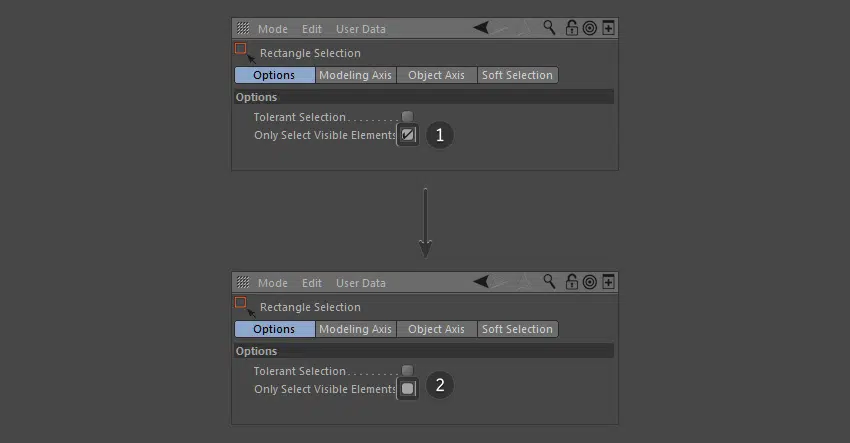 Mode Edit User Data
Rectangle Selection
Options Modeling Axis Object Axis Soft Selection
Options
Tolerant Selection . . . . . . . . .
Only Select Visible Elements 1
Mode Edit User Data
Rectangle Selection
Options Modeling Axis Object Axis Soft Selection
Options
Tolerant Selection . . . . . . . . .
Only Select Visible Elements 2